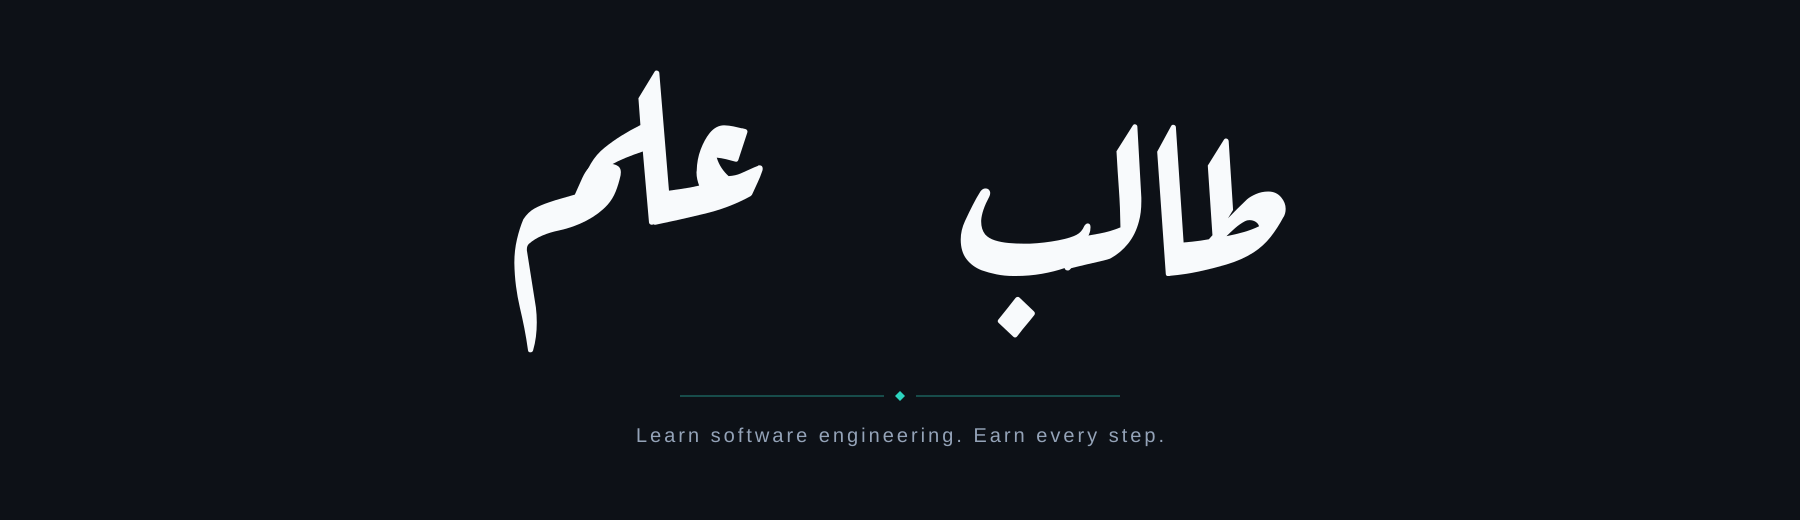 طالب علم
Learn software engineering. Earn every step.